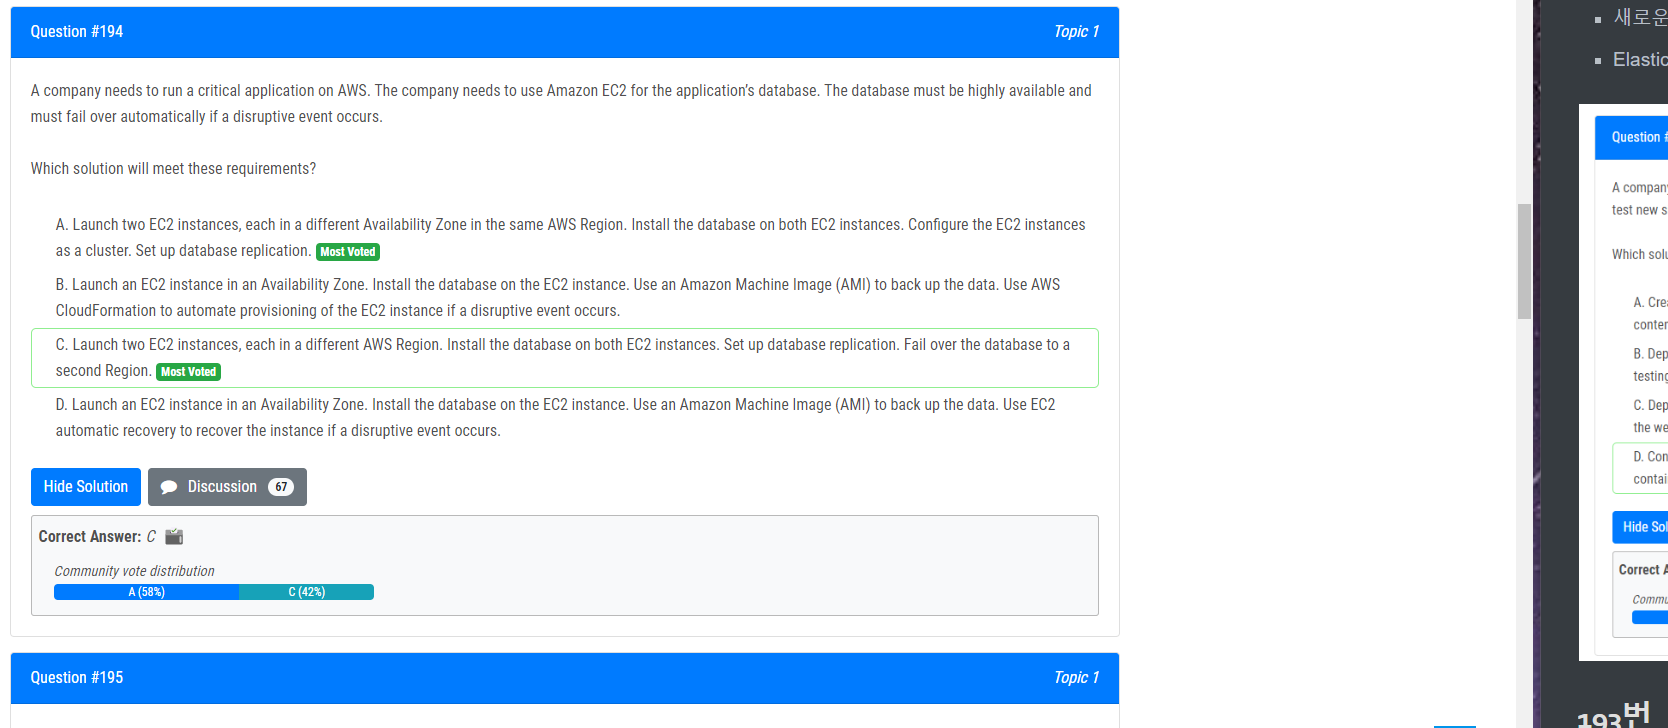 Question #194
Topic 1
A company needs to run a critical application on AWS. The company needs to use Amazon EC2 for the application's database. The database must be highly available and
must fail over automatically if a disruptive event occurs.
Which solution will meet these requirements?
A. Launch two EC2 instances, each in a different Availability Zone in the same AWS Region. Install the database on both EC2 instances. Configure the EC2 instances
as a cluster. Set up database replication. Most Voted
B. Launch an EC2 instance in an Availability Zone. Install the database on the EC2 instance. Use an Amazon Machine Image (AMI) to back up the data. Use AWS
CloudFormation to automate provisioning of the EC2 instance if a disruptive event occurs.
C. Launch two EC2 instances, each in a different AWS Region. Install the database on both EC2 instances. Set up database replication. Fail over the database to a
second Region. Most Voted
D. Launch an EC2 instance in an Availability Zone. Install the database on the EC2 instance. Use an Amazon Machine Image (AMI) to back up the data. Use EC2
automatic recovery to recover the instance if a disruptive event occurs.
Hide Solution
Discussion 67
Correct Answer: C
Community vote distribution
A (58%) C (42%)
Question #195
Topic 1
새로운
Elastic
Question #
A company
test new s
Which solu
A. Crea
conten
B. Dep
testing
C. Dep
the we
D. Con
contai
Hide Sol
Correct A
Commu
193번